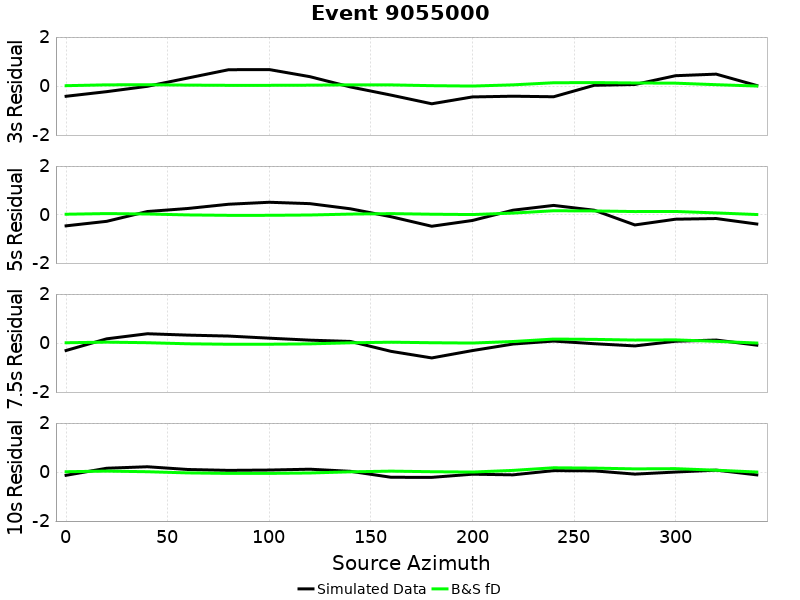 Event 9055000
3s Residual
2
0
-2
5s Residual
2
0
-2
7.5s Residual
2
0
-2
10s Residual
2
0
-2
0 50 100 150 200 250 300
Source Azimuth
Simulated Data B&S fD